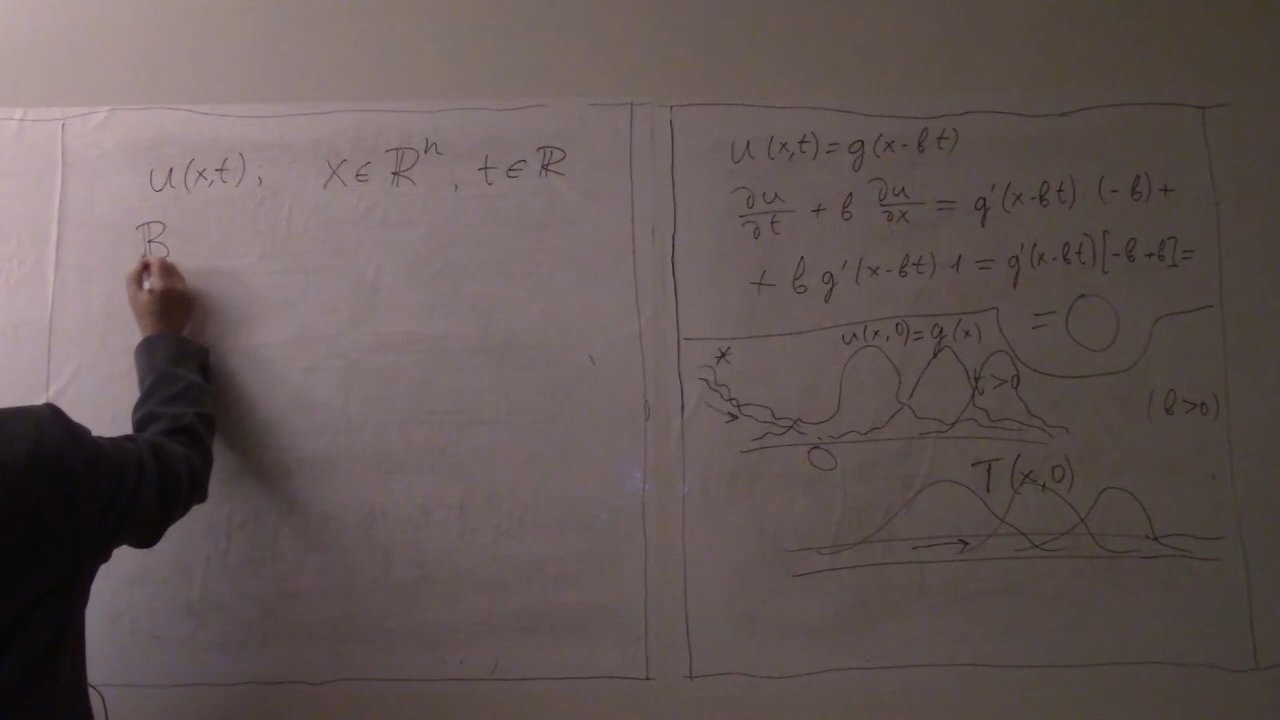 u(x,t); x∈ℝⁿ, t∈ℝ
B
u(x,t)=g(x-bt)
∂u/∂t + b ∂u/∂x = g'(x-bt) (-b)+
+ b g'(x-bt) 1 = g'(x-bt)[-b+b]=
= 0
u(x,0)=g(x)
*
t>0
(b>0)
0
T(x,0)